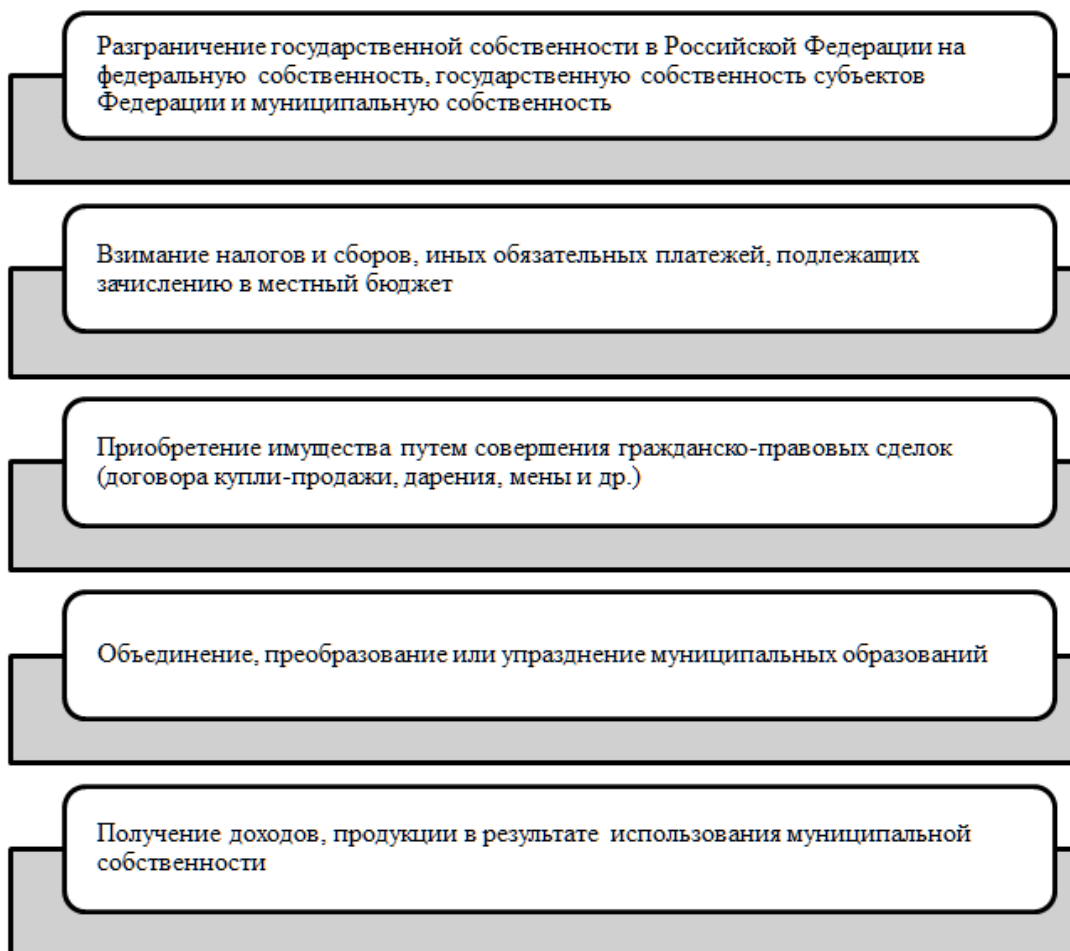 Разграничение государственной собственности в Российской Федерации на
федеральную собственность, государственную собственность субъектов
Федерации и муниципальную собственность
Взимание налогов и сборов, иных обязательных платежей, подлежащих
зачислению в местный бюджет
Приобретение имущества путем совершения гражданско-правовых сделок
(договора купли-продажи, дарения, мены и др.)
Объединение, преобразование или упразднение муниципальных образований
Получение доходов, продукции в результате использования муниципальной
собственности